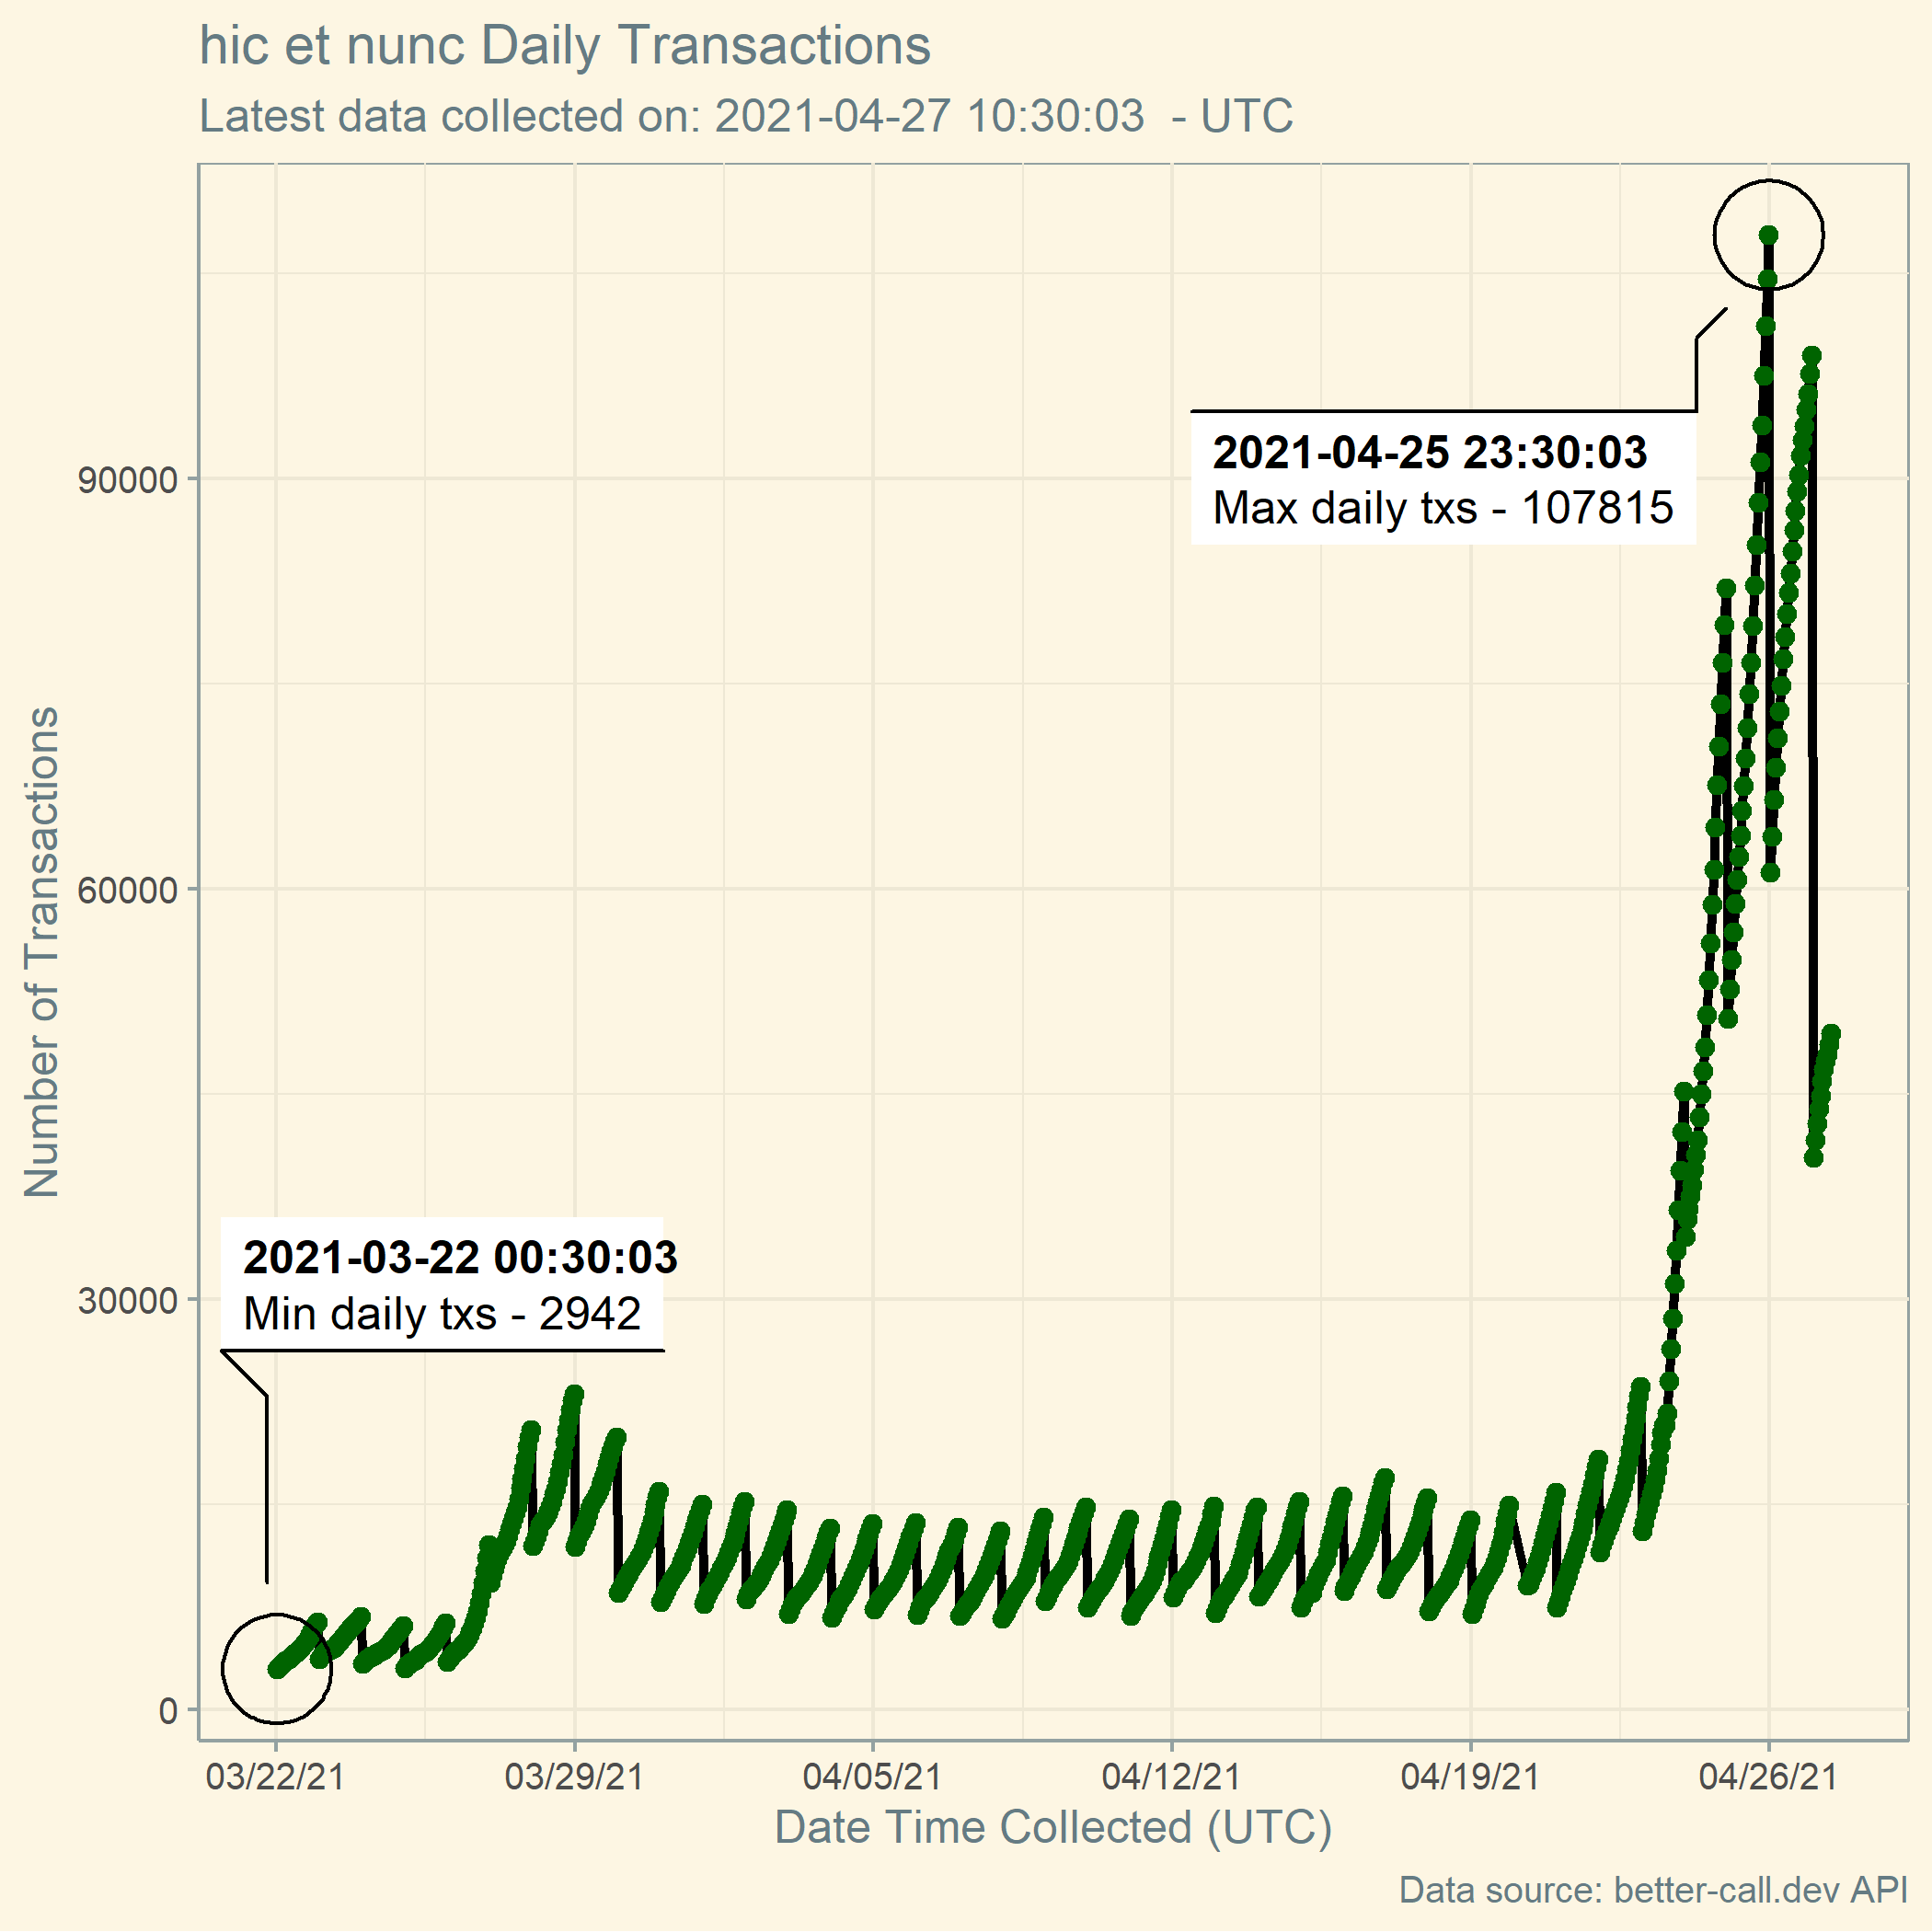 hic et nunc Daily Transactions
Latest data collected on: 2021-04-27 10:30:03  - UTC
Number of Transactions
90000
60000
30000
0
2021-04-25 23:30:03
Max daily txs - 107815
2021-03-22 00:30:03
Min daily txs - 2942
03/22/21
03/29/21
04/05/21
04/12/21
04/19/21
04/26/21
Date Time Collected (UTC)
Data source: better-call.dev API